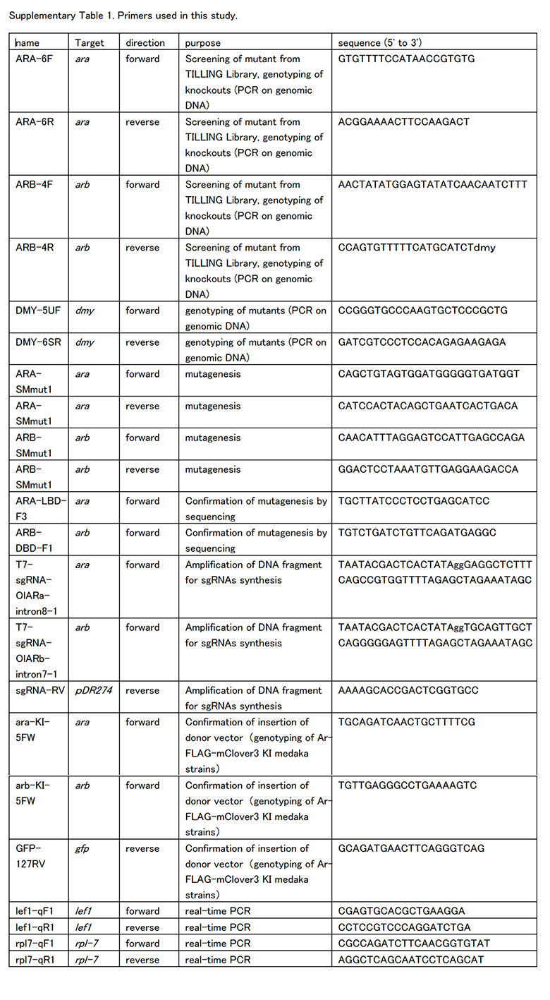 Supplementary Table 1. Primers used in this study.
name Target direction purpose sequence (5' to 3')
ARA-6F ara forward Screening of mutant from GTGTTTTCCATAACCGTGTG
TILLING Library, genotyping of
knockouts (PCR on genomic
DNA)
ARA-6R ara reverse Screening of mutant from ACGGAAAACTTCCAAGACT
TILLING Library, genotyping of
knockouts (PCR on genomic
DNA)
ARB-4F arb forward Screening of mutant from AACTATATGGAGTATATCAACAATCTTT
TILLING Library, genotyping of
knockouts (PCR on genomic
DNA)
ARB-4R arb reverse Screening of mutant from CCAGTGTTTTTCATGCATCTdmy
TILLING Library, genotyping of
knockouts (PCR on genomic
DNA)
DMY-5UF dmy forward genotyping of mutants (PCR on CCGGGTGCCCAAGTGCTCCCGCTG
genomic DNA)
DMY-6SR dmy reverse genotyping of mutants (PCR on GATCGTCCCTCCACAGAGAAGAGA
genomic DNA)
ARA- ara forward mutagenesis CAGCTGTAGTGGATGGGGGTGATGGT
SMmut1
ARA- ara reverse mutagenesis CATCCACTACAGCTGAATCACTGACA
SMmut1
ARB- arb forward mutagenesis CAACATTTAGGAGTCCATTGAGCCAGA
SMmut1
ARB- arb reverse mutagenesis GGACTCCTAAATGTTGAGGAAGACCA
SMmut1
ARA-LBD- ara forward Confirmation of mutagenesis by TGCTTATCCCTCCTGAGCATCC
F3 sequencing
ARB- arb forward Confirmation of mutagenesis by TGTCTGATCTGTTCAGATGAGGC
DBD-F1 sequencing
T7- ara forward Amplification of DNA fragment TAATACGACTCACTATAggGAGGCTCTTT
sgRNA- for sgRNAs synthesis CAGCCGTGGTTTTAGAGCTAGAAATAGC
OlARa-
intron8-1
T7- arb forward Amplification of DNA fragment TAATACGACTCACTATAggTGCAGTTGCT
sgRNA- for sgRNAs synthesis CAGGGGGAGTTTTAGAGCTAGAAATAGC
OlARb-
intron7-1
sgRNA-RV pDR274 reverse Amplification of DNA fragment AAAAGCACCGACTCGGTGCC
for sgRNAs synthesis
ara-KI- ara forward Confirmation of insertion of TGCAGATCAACTGCTTTTCG
5FW donor vector (genotyping of Ar-
FLAG-mClover3 KI medaka
strains)
arb-KI- arb forward Confirmation of insertion of TGTTGAGGGCCTGAAAAGTC
5FW donor vector (genotyping of Ar-
FLAG-mClover3 KI medaka
strains)
GFP- gfp reverse Confirmation of insertion of GCAGATGAACTTCAGGGTCAG
127RV donor vector (genotyping of Ar-
FLAG-mClover3 KI medaka
strains)
lef1-qF1 lef1 forward real-time PCR CGAGTGCACGCTGAAGGA
lef1-qR1 lef1 reverse real-time PCR CCTCCGTCCCAGGATCTGA
rpl7-qF1 rpl-7 forward real-time PCR CGCCAGATCTTCAACGGTGTAT
rpl7-qR1 rpl-7 reverse real-time PCR AGGCTCAGCAATCCTCAGCAT